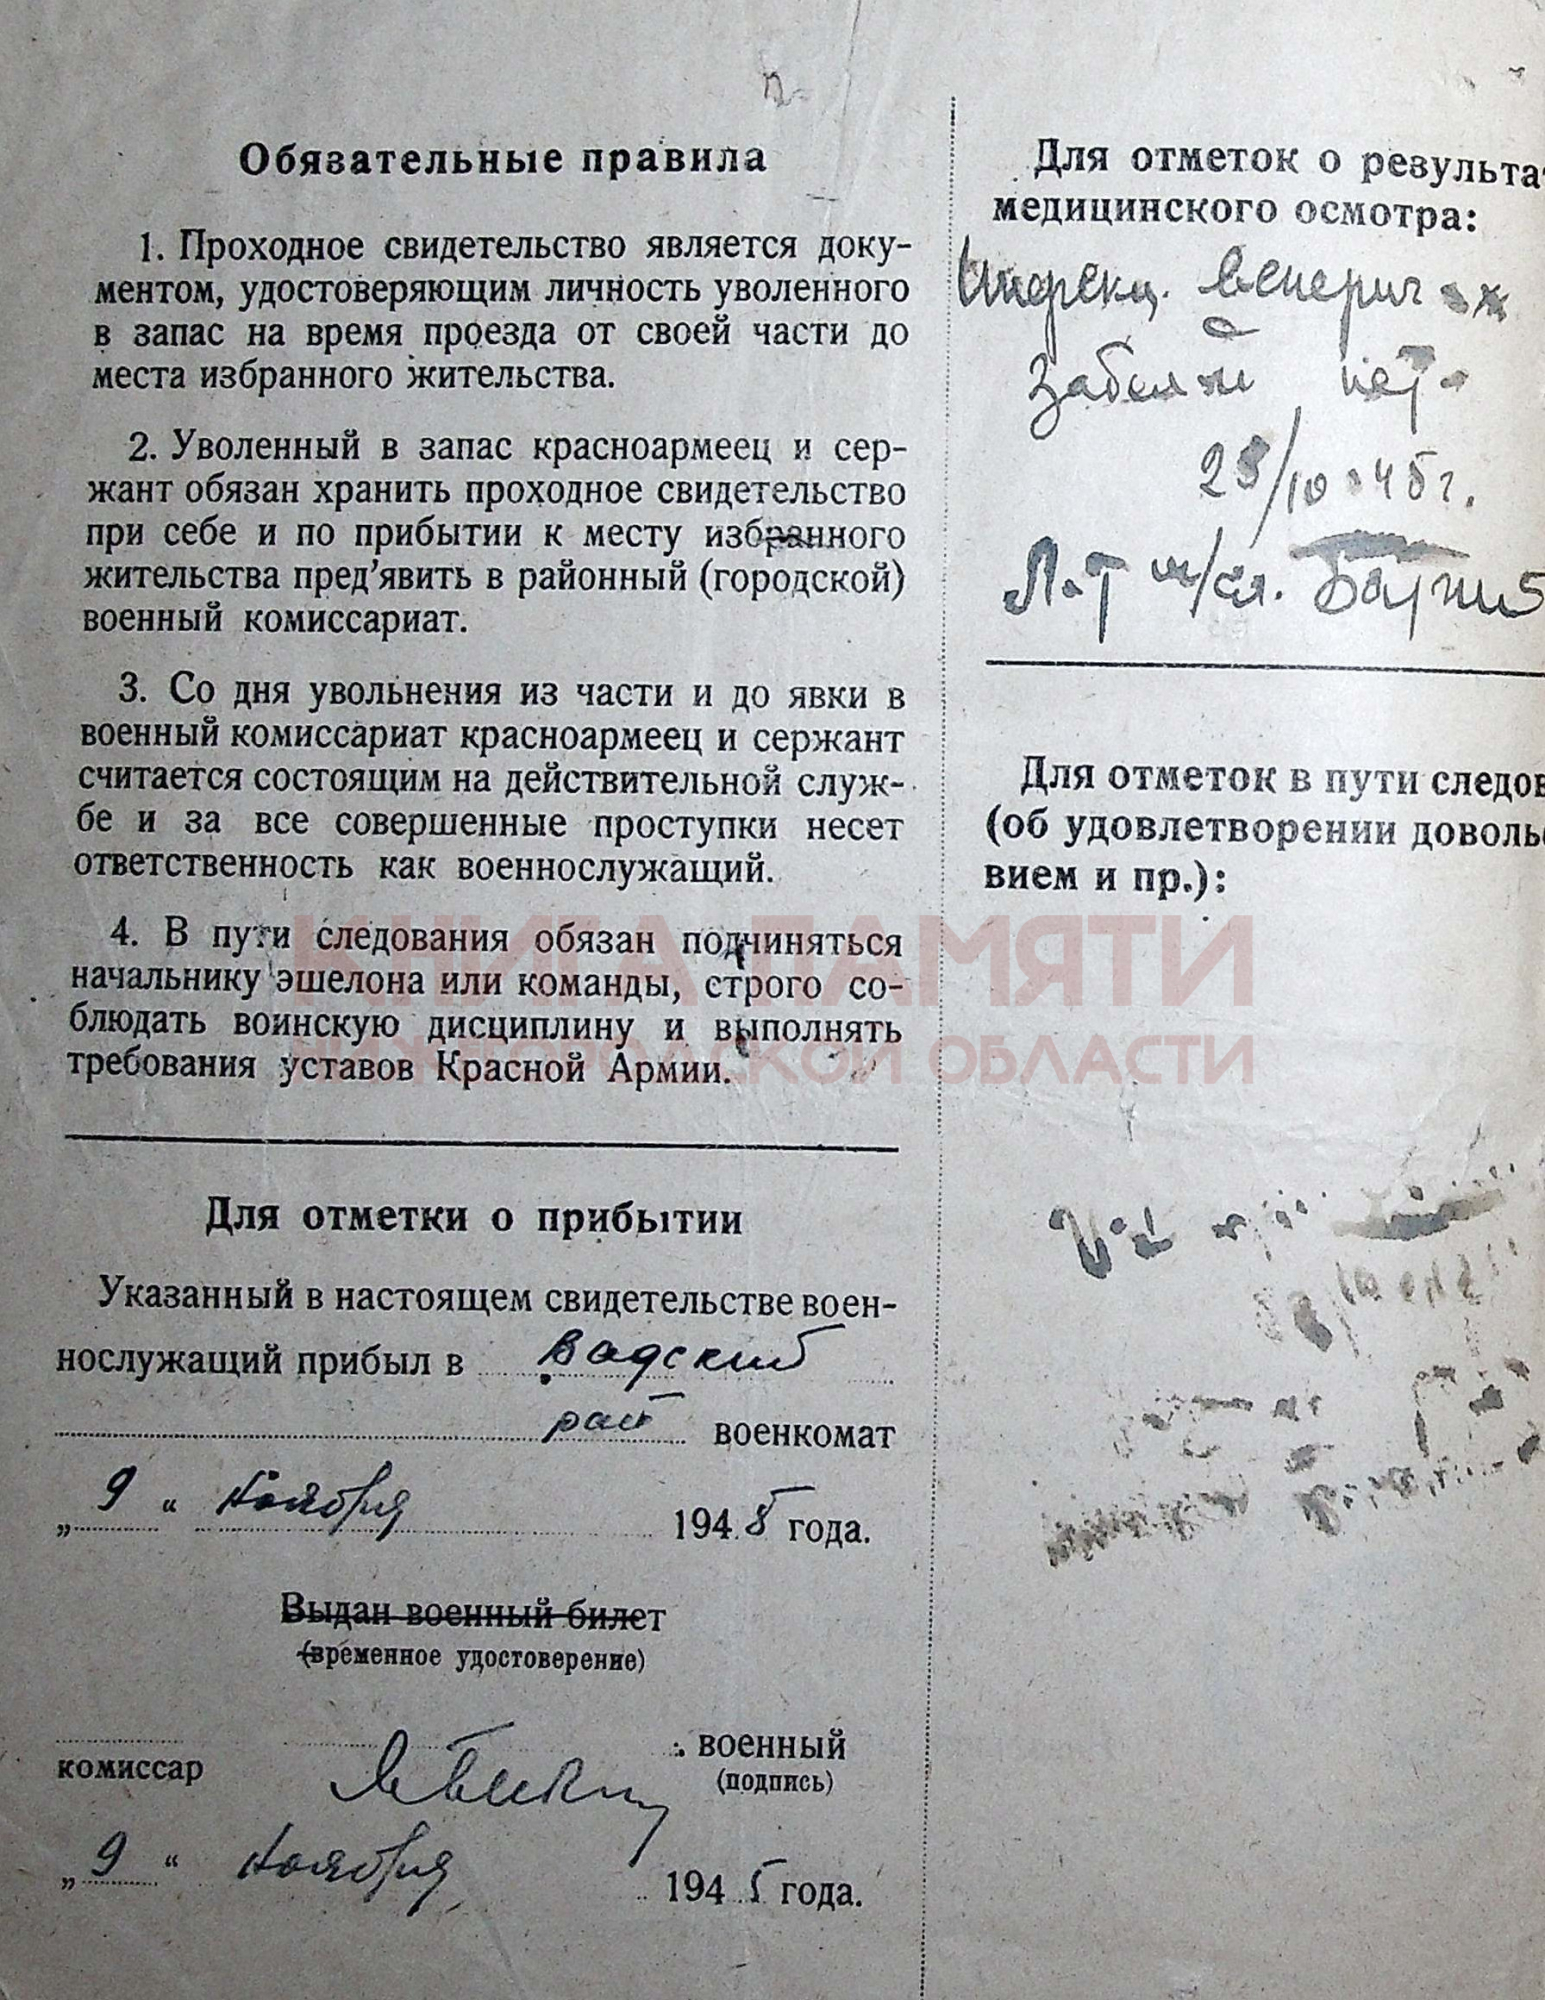 Обязательные правила
1. Проходное свидетельство является доку-
ментом, удостоверяющим личность уволенного
в запас на время проезда от своей части до
места избранного жительства.
2. Уволенный в запас красноармеец и сер-
жант обязан хранить проходное свидетельство
при себе и по прибытии к месту избранного
жительства пред’явить в районный (городской)
военный комиссариат.
3. Со дня увольнения из части и до явки в
военный комиссариат красноармеец и сержант
считается состоящим на действительной служ-
бе и за все совершенные проступки несет
ответственность как военнослужащий.
4. В пути следования обязан подчиняться
начальнику эшелона или команды, строго со-
блюдать воинскую дисциплину и выполнять
требования уставов Красной Армии.
Для отметки о прибытии
Указанный в настоящем свидетельстве воен-
нослужащий прибыл в Вадский
рай военкомат
„9“ ноября 1945 года.
Выдан военный билет
(временное удостоверение)
военный
комиссар
(подпись)
„9“ ноября 1945 года.
Для отметок о результа
медицинского осмотра:
Инфекц. венерич
нет
/10 45г.
Л-т м/сл.
Для отметок в пути следов
(об удовлетворении доволь
вием и пр.):
КНИГА ПАМЯТИ
НИЖЕГОРОДСКОЙ ОБЛАСТИ